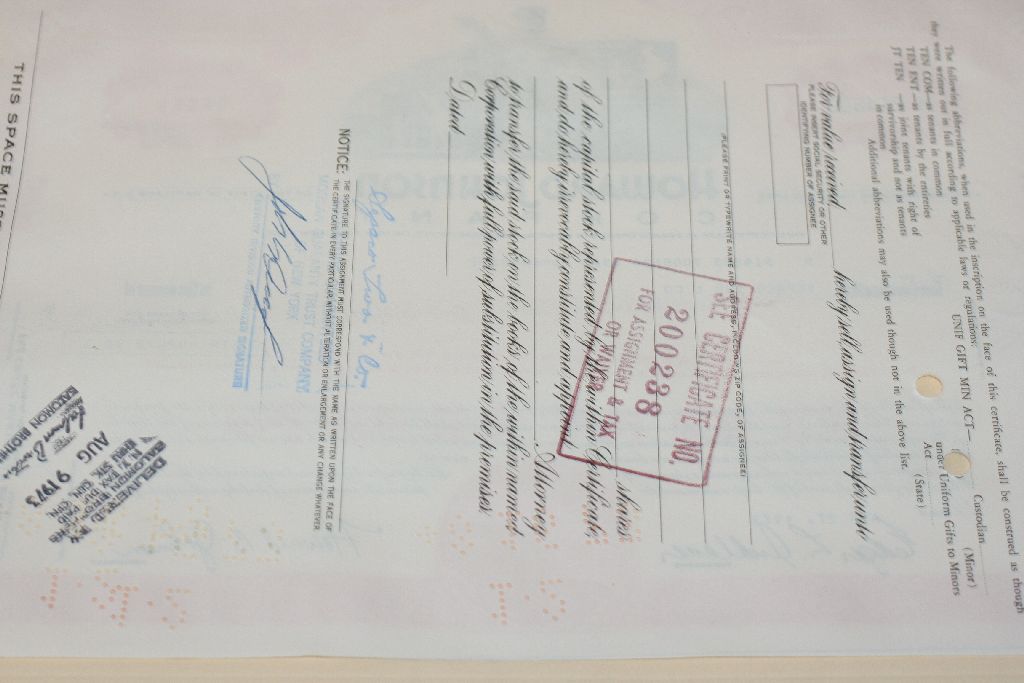 The following abbreviations, when used in the inscription on the face of this certificate, shall be construed as though
they were written out in full according to applicable laws or regulations:
TEN COM—as tenants in common
TEN ENT—as tenants by the entireties
JT TEN —as joint tenants with right of
survivorship and not as tenants
in common
UNIF GIFT MIN ACT— Custodian
(Minor)
under Uniform Gifts to Minors
Act
(State)
Additional abbreviations may also be used though not in the above list.
For value received, hereby sell, assign and transfer unto
PLEASE INSERT SOCIAL SECURITY OR OTHER
IDENTIFYING NUMBER OF ASSIGNEE
(PLEASE PRINT OR TYPEWRITE NAME AND ADDRESS, INCLUDING ZIP CODE, OF ASSIGNEE)
SEE CERTIFICATE NO.
200288
FOR ASSIGNMENT & TAX
OR WAIVER
shares
of the capital stock represented by the within Certificate,
and do hereby irrevocably constitute and appoint
Attorney
to transfer the said stock on the books of the within named
Corporation, with full power of substitution in the premises.
Dated
NOTICE: THE SIGNATURE TO THIS ASSIGNMENT MUST CORRESPOND WITH THE NAME AS WRITTEN UPON THE FACE OF
THE CERTIFICATE IN EVERY PARTICULAR, WITHOUT ALTERATION OR ENLARGEMENT OR ANY CHANGE WHATEVER.
& Co.
TRUST COMPANY
NEW YORK
SIGNATURE
DELIVERED BY
SALOMON BROTHERS
AUG 9 1973
SALOMON BROTHERS
THIS SPACE MUS